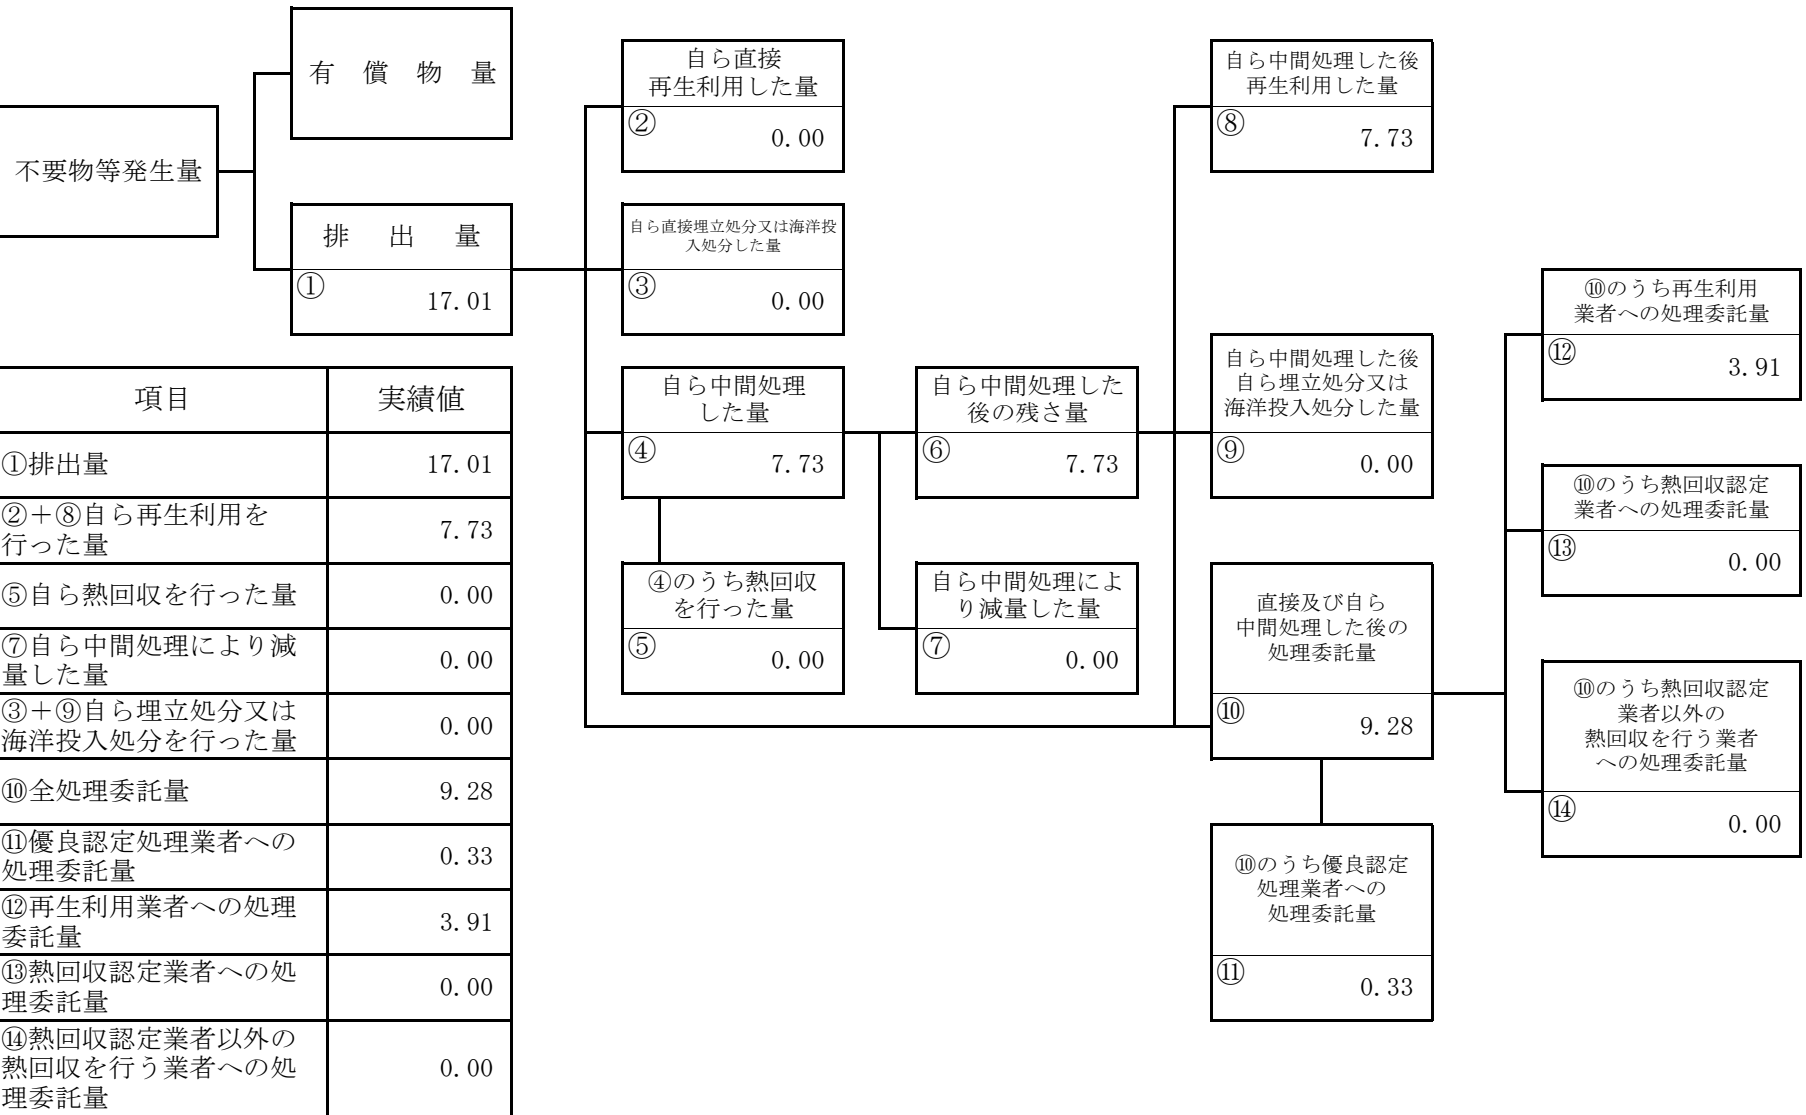 有 償 物 量
不要物等発生量
排 出 量
①
17.01
自ら直接
再生利用した量
②
0.00
自ら直接埋立処分又は海洋投
入処分した量
③
0.00
自ら中間処理
した量
④
7.73
④のうち熱回収
を行った量
⑤
0.00
自ら中間処理した
後の残さ量
⑥
7.73
自ら中間処理によ
り減量した量
⑦
0.00
自ら中間処理した後
再生利用した量
⑧
7.73
自ら中間処理した後
自ら埋立処分又は
海洋投入処分した量
⑨
0.00
直接及び自ら
中間処理した後の
処理委託量
⑩
9.28
⑩のうち優良認定
処理業者への
処理委託量
⑪
0.33
⑩のうち再生利用
業者への処理委託量
⑫
3.91
⑩のうち熱回収認定
業者への処理委託量
⑬
0.00
⑩のうち熱回収認定
業者以外の
熱回収を行う業者
への処理委託量
⑭
0.00
項目 実績値
①排出量 17.01
②＋⑧自ら再生利用を
行った量 7.73
⑤自ら熱回収を行った量 0.00
⑦自ら中間処理により減
量した量 0.00
③＋⑨自ら埋立処分又は
海洋投入処分を行った量 0.00
⑩全処理委託量 9.28
⑪優良認定処理業者への
処理委託量 0.33
⑫再生利用業者への処理
委託量 3.91
⑬熱回収認定業者への処
理委託量 0.00
⑭熱回収認定業者以外の
熱回収を行う業者への処
理委託量 0.00